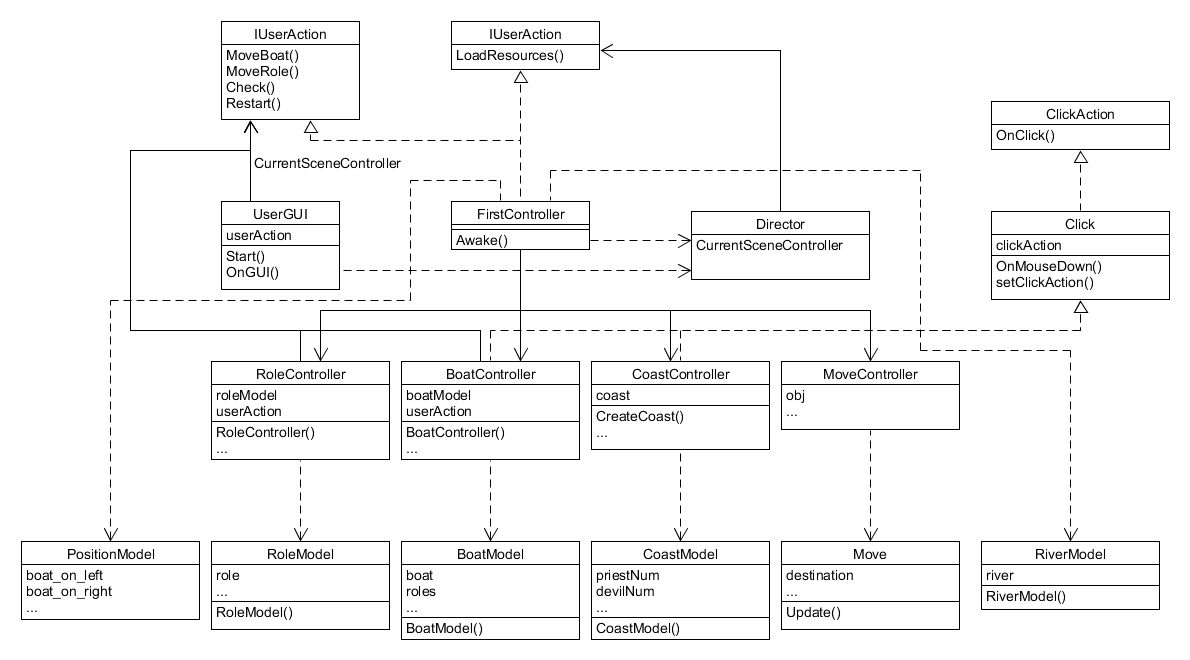 IUserAction
MoveBoat()
MoveRole()
Check()
Restart()
IUserAction
LoadResources()
ClickAction
OnClick()
CurrentSceneController
UserGUI
userAction
Start()
OnGUI()
FirstController
Awake()
Director
CurrentSceneController
Click
clickAction
OnMouseDown()
setClickAction()
RoleController
roleModel
userAction
RoleController()
...
BoatController
boatModel
userAction
BoatController()
...
CoastController
coast
CreateCoast()
...
MoveController
obj
...
PositionModel
boat_on_left
boat_on_right
...
RoleModel
role
...
RoleModel()
BoatModel
boat
roles
...
BoatModel()
CoastModel
priestNum
devilNum
...
CoastModel()
Move
destination
...
Update()
RiverModel
river
RiverModel()